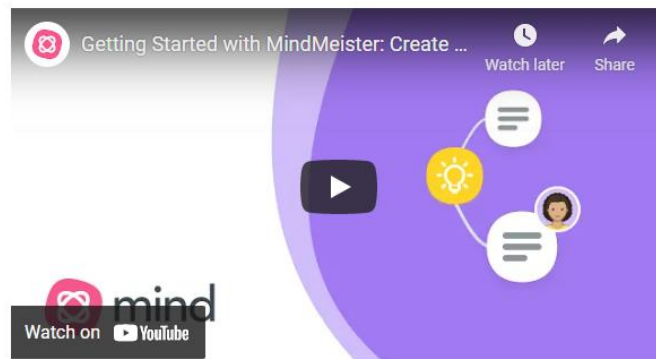 Getting Started with MindMeister: Create ...
Watch later
Share
mind
Watch on YouTube